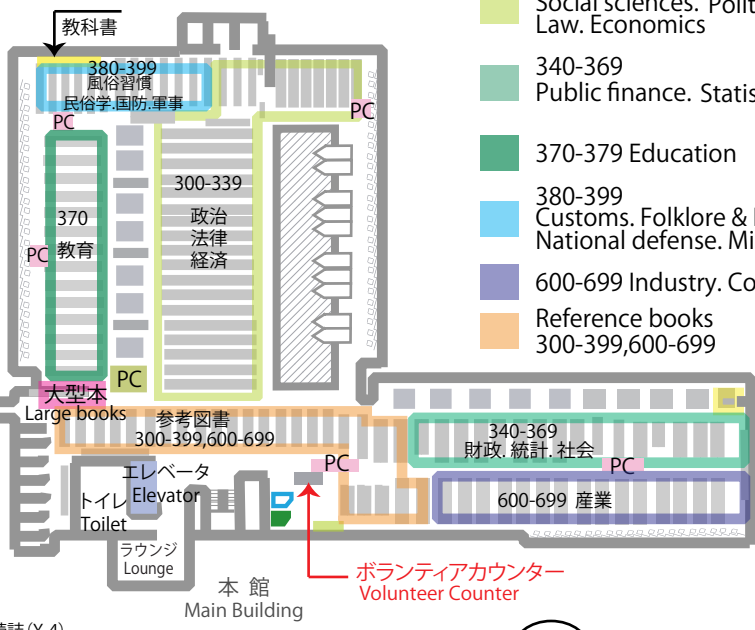 教科書
380-399
風俗習慣
民俗学.国防.軍事
PC
PC
370
教育
PC
300-339
政治
法律
経済
PC
大型本
Large books
参考図書
300-399,600-699
PC
340-369
財政. 統計. 社会
PC
600-699 産業
エレベータ
Elevator
トイレ
Toilet
ラウンジ
Lounge
本 館
Main Building
ボランティアカウンター
Volunteer Counter
Social sciences.
Law. Economics
340-369
Public finance.
370-379 Education
380-399
Customs. Folklore &
National defense.
600-699 Industry.
Reference books
300-399,600-699